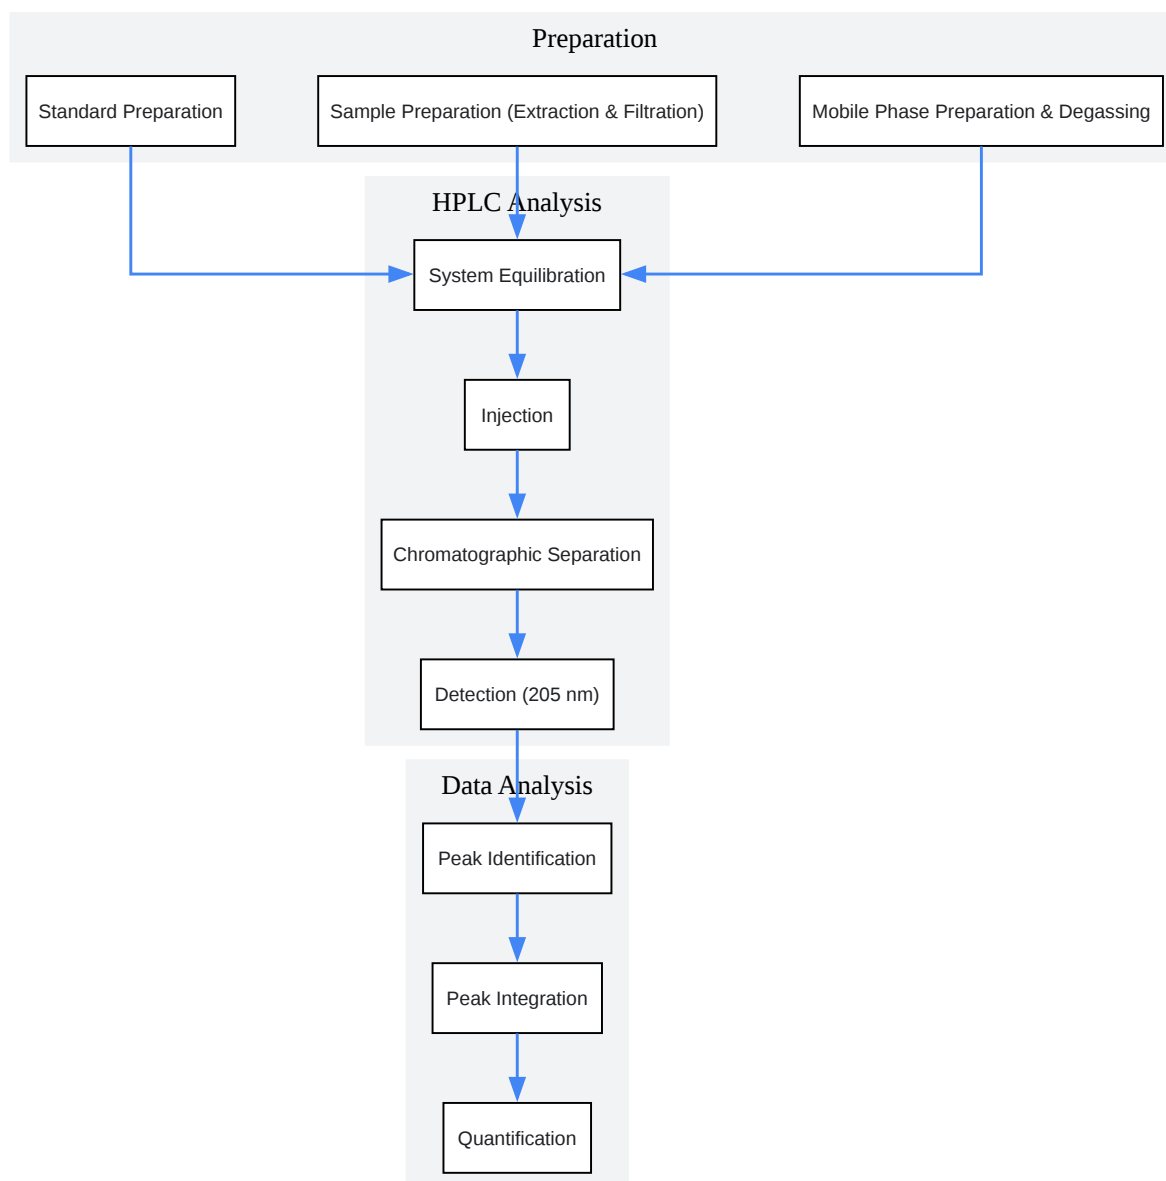 Preparation
Standard Preparation
Sample Preparation (Extraction & Filtration)
Mobile Phase Preparation & Degassing
HPLC Analysis
System Equilibration
Injection
Chromatographic Separation
Detection (205 nm)
Data Analysis
Peak Identification
Peak Integration
Quantification